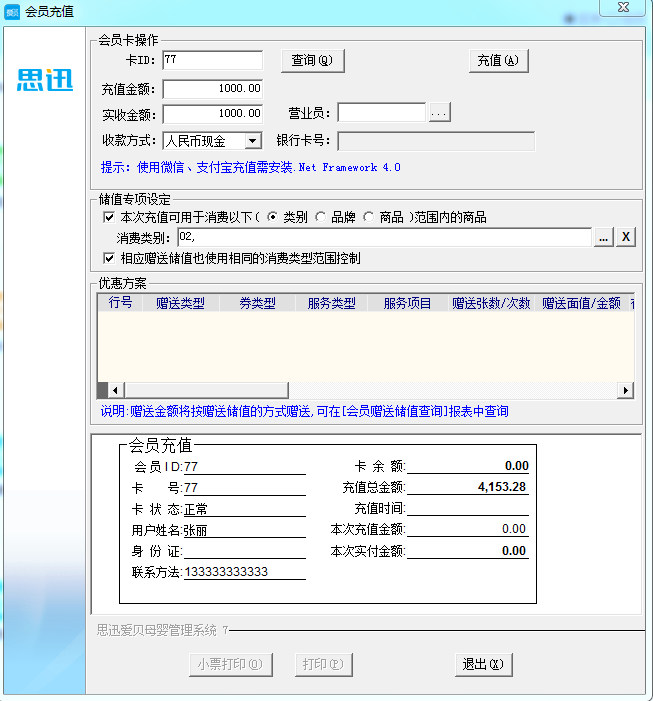 会员 会员充值 X
思迅
会员卡操作
卡ID: 77 查询(Q) 充值(A)
充值金额: 1000.00
实收金额: 1000.00 营业员: ...
收款方式: 人民币现金 银行卡号:
提示: 使用微信、支付宝充值需安装.Net Framework 4.0
储值专项设定
本次充值可用于消费以下( 类别 品牌 商品 )范围内的商品
消费类别: 02, ... X
相应赠送储值也使用相同的消费类型范围控制
优惠方案
行号 赠送类型 券类型 服务类型 服务项目 赠送张数/次数 赠送面值/金额
说明:赠送金额将按赠送储值的方式赠送,可在[会员赠送储值查询]报表中查询
会员充值
会员ID:77 卡余额: 0.00
卡 号:77 充值总金额: 4,153.28
卡状态:正常 充值时间:
用户姓名:张丽 本次充值金额: 0.00
身份证: 本次实付金额: 0.00
联系方法:133333333333
思迅爱贝母婴管理系统 7
小票打印(O) 打印(P) 退出(X)